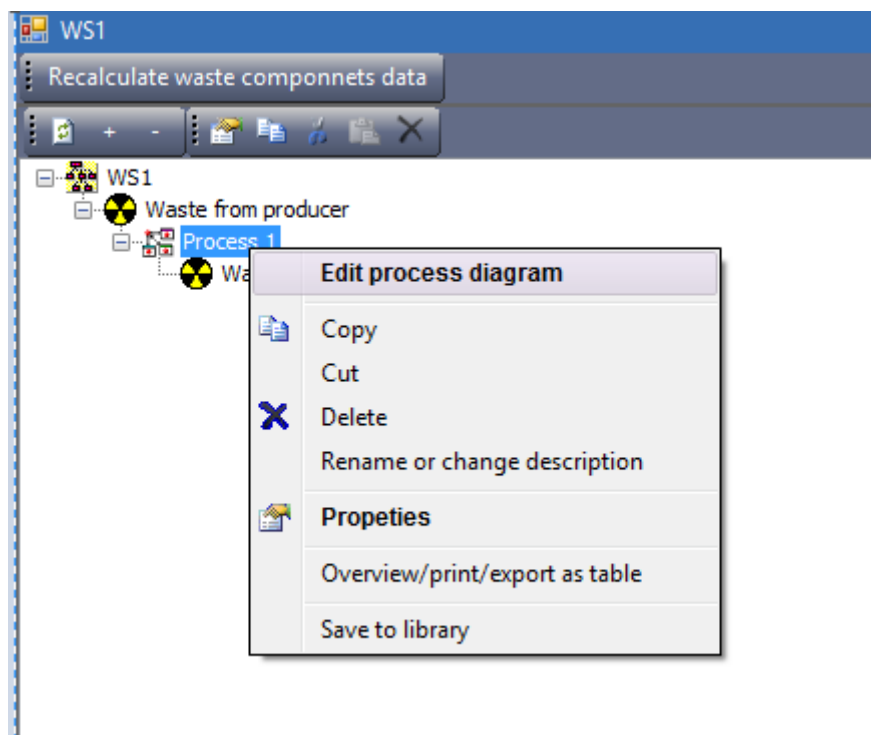 WS1
Recalculate waste componnets data
+ -
WS1
Waste from producer
Process 1
Wa
Edit process diagram
Copy
Cut
Delete
Rename or change description
Propeties
Overview/print/export as table
Save to library